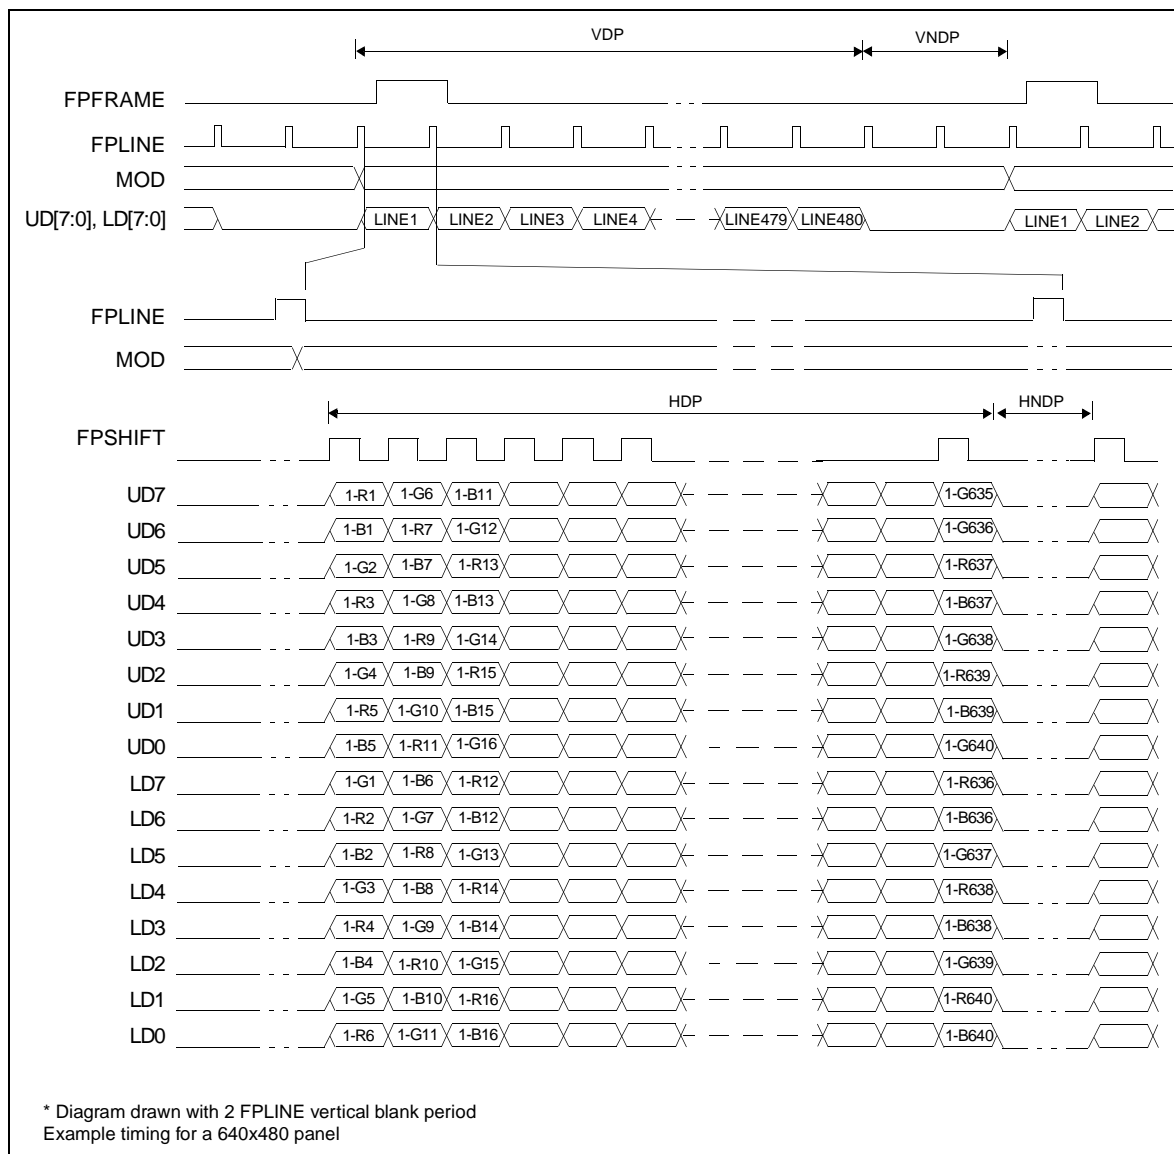 VDP VNDP
FPFRAME
FPLINE
MOD
UD[7:0], LD[7:0] LINE1 LINE2 LINE3 LINE4 LINE479 LINE480 LINE1 LINE2
FPLINE
MOD
HDP HNDP
FPSHIFT
UD7 1-R1 1-G6 1-B11 1-G635
UD6 1-B1 1-R7 1-G12 1-G636
UD5 1-G2 1-B7 1-R13 1-R637
UD4 1-R3 1-G8 1-B13 1-B637
UD3 1-B3 1-R9 1-G14 1-G638
UD2 1-G4 1-B9 1-R15 1-R639
UD1 1-R5 1-G10 1-B15 1-B639
UD0 1-B5 1-R11 1-G16 1-G640
LD7 1-G1 1-B6 1-R12 1-R636
LD6 1-R2 1-G7 1-B12 1-B636
LD5 1-B2 1-R8 1-G13 1-G637
LD4 1-G3 1-B8 1-R14 1-R638
LD3 1-R4 1-G9 1-B14 1-B638
LD2 1-B4 1-R10 1-G15 1-G639
LD1 1-G5 1-B10 1-R16 1-R640
LD0 1-R6 1-G11 1-B16 1-B640
* Diagram drawn with 2 FPLINE vertical blank period
Example timing for a 640x480 panel